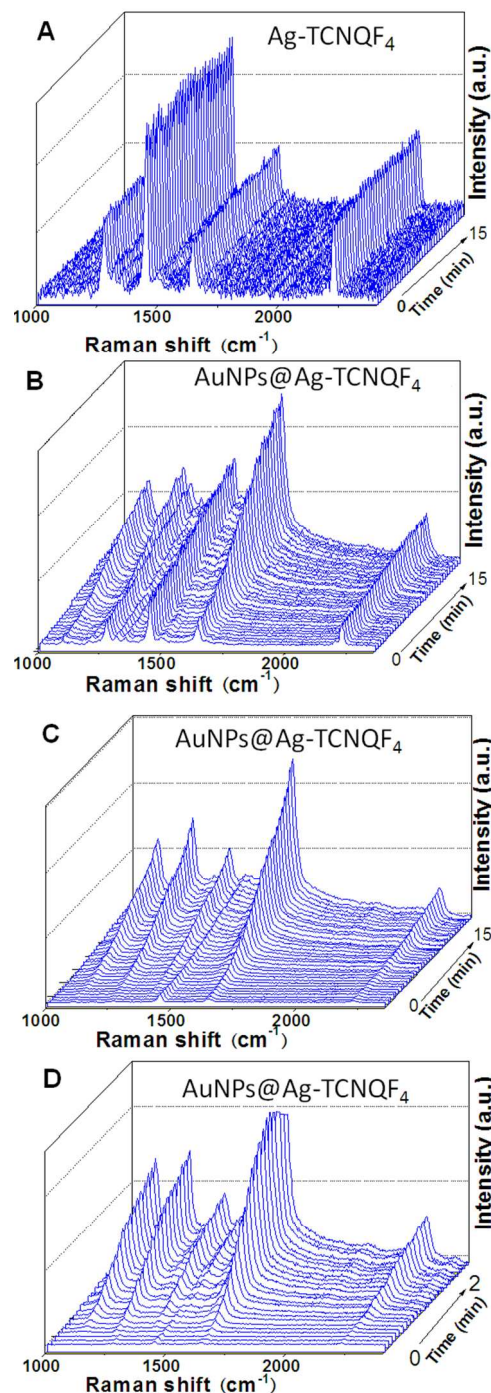 A
Ag-TCNQF₄
Intensity (a.u.)
15
Time (min)
0
1000
1500
2000
Raman shift (cm⁻¹)
B
AuNPs@Ag-TCNQF₄
Intensity (a.u.)
15
Time (min)
0
1000
1500
2000
Raman shift (cm⁻¹)
C
AuNPs@Ag-TCNQF₄
Intensity (a.u.)
15
Time (min)
0
1000
1500
2000
Raman shift (cm⁻¹)
D
AuNPs@Ag-TCNQF₄
Intensity (a.u.)
2
Time (min)
0
1000
1500
2000
Raman shift (cm⁻¹)